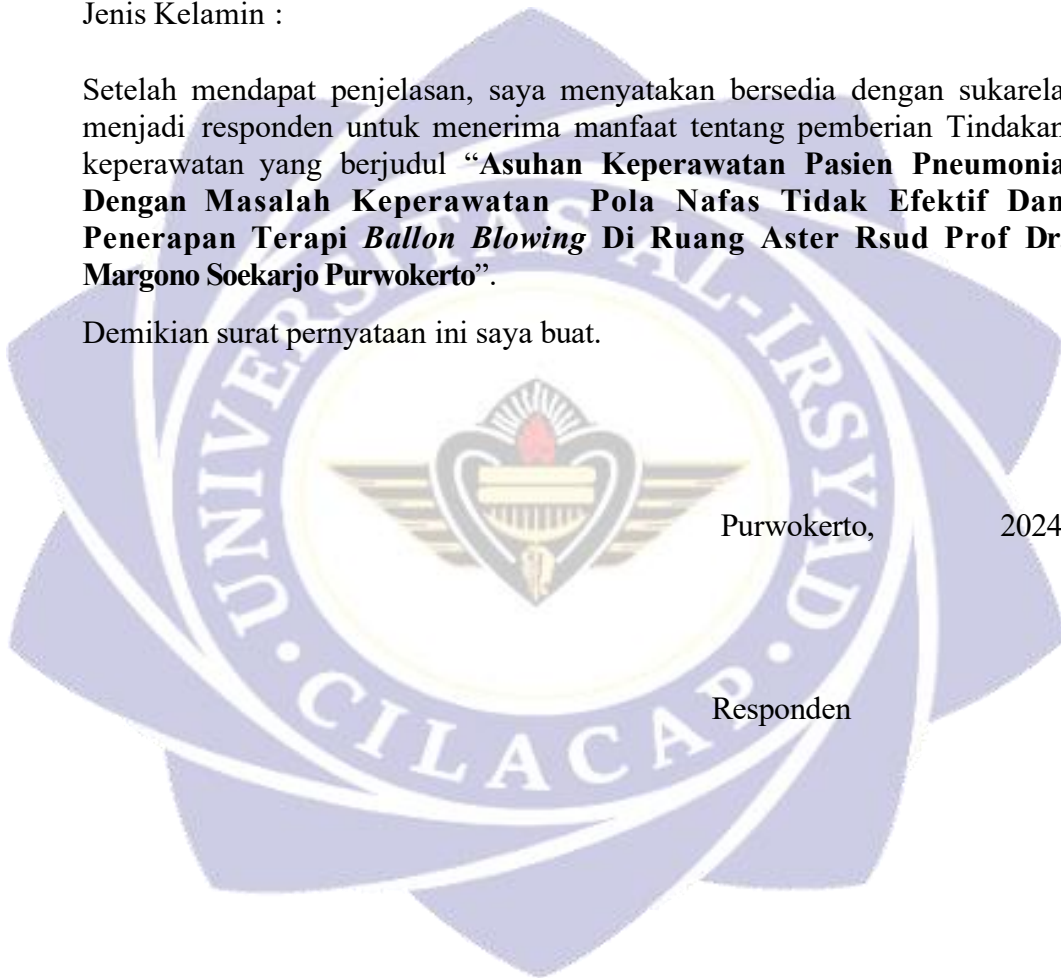 Jenis Kelamin :
Setelah mendapat penjelasan, saya menyatakan bersedia dengan sukarela
menjadi responden untuk menerima manfaat tentang pemberian Tindakan
keperawatan yang berjudul “Asuhan Keperawatan Pasien Pneumonia
Dengan Masalah Keperawatan Pola Nafas Tidak Efektif Dan
Penerapan Terapi Ballon Blowing Di Ruang Aster Rsud Prof Dr
Margono Soekarjo Purwokerto”.
Demikian surat pernyataan ini saya buat.
Purwokerto, 2024
Responden
UNIVERSITAS AL-IRSYAD
• CILACAP •